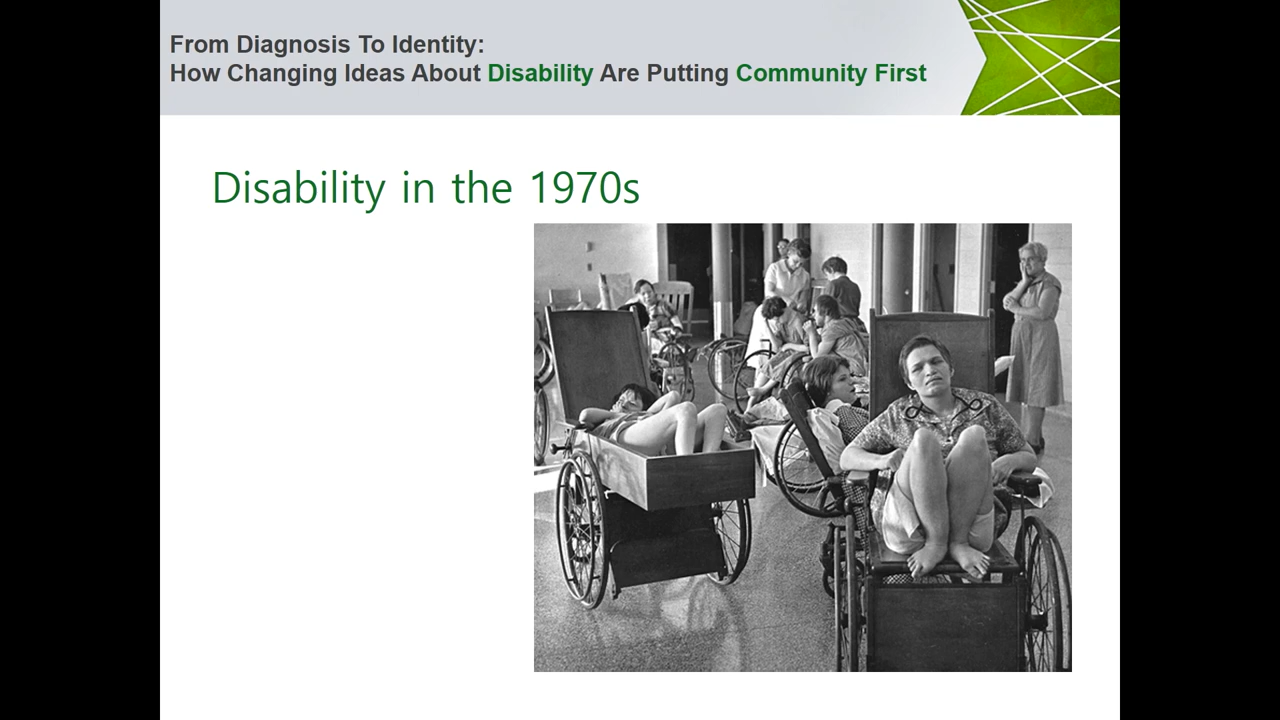 From Diagnosis To Identity:
How Changing Ideas About Disability Are Putting Community First
Disability in the 1970s